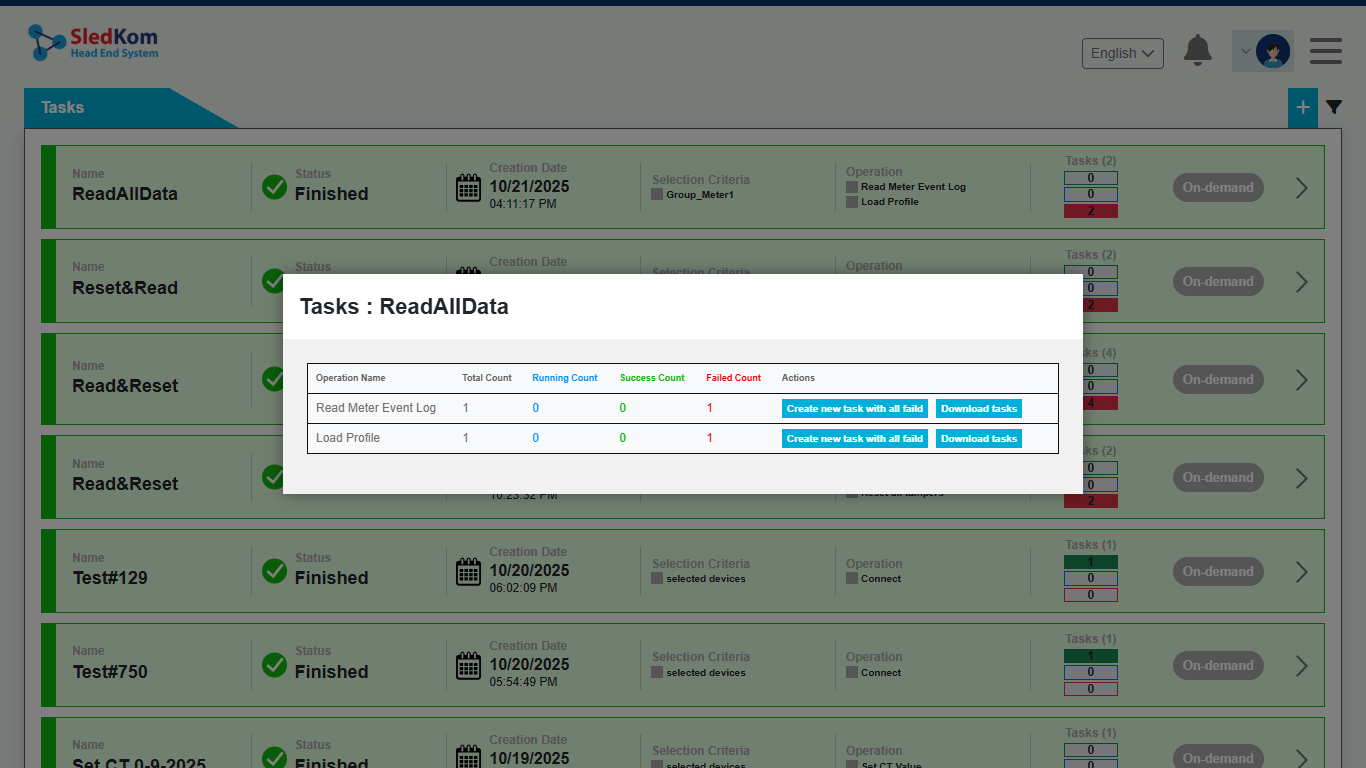 SledKom
Head End System
English
Tasks
+
Name
ReadAllData
Status
Finished
Creation Date
10/21/2025
04:11:17 PM
Selection Criteria
Group_Meter1
Operation
Read Meter Event Log
Load Profile
Tasks (2)
0
0
2
On-demand
Name
Reset&Read
Status
Creation Date
Selection Criteria
Operation
Tasks (2)
0
0
2
On-demand
Tasks : ReadAllData
Operation Name Total Count Running Count Success Count Failed Count Actions
Read Meter Event Log 1 0 0 1 Create new task with all faild Download tasks
Load Profile 1 0 0 1 Create new task with all faild Download tasks
Name
Read&Reset
(4)
0
0
4
On-demand
Name
Read&Reset
10:23:32 PM
Reset all tampers
(2)
0
0
2
On-demand
Name
Test#129
Status
Finished
Creation Date
10/20/2025
06:02:09 PM
Selection Criteria
selected devices
Operation
Connect
Tasks (1)
1
0
0
On-demand
Name
Test#750
Status
Finished
Creation Date
10/20/2025
05:54:49 PM
Selection Criteria
selected devices
Operation
Connect
Tasks (1)
1
0
0
On-demand
Name
Set CT 0-9-2025
Status
Finished
Creation Date
10/19/2025
Selection Criteria
selected devices
Operation
Set CT Value
Tasks (1)
0
0
On-demand